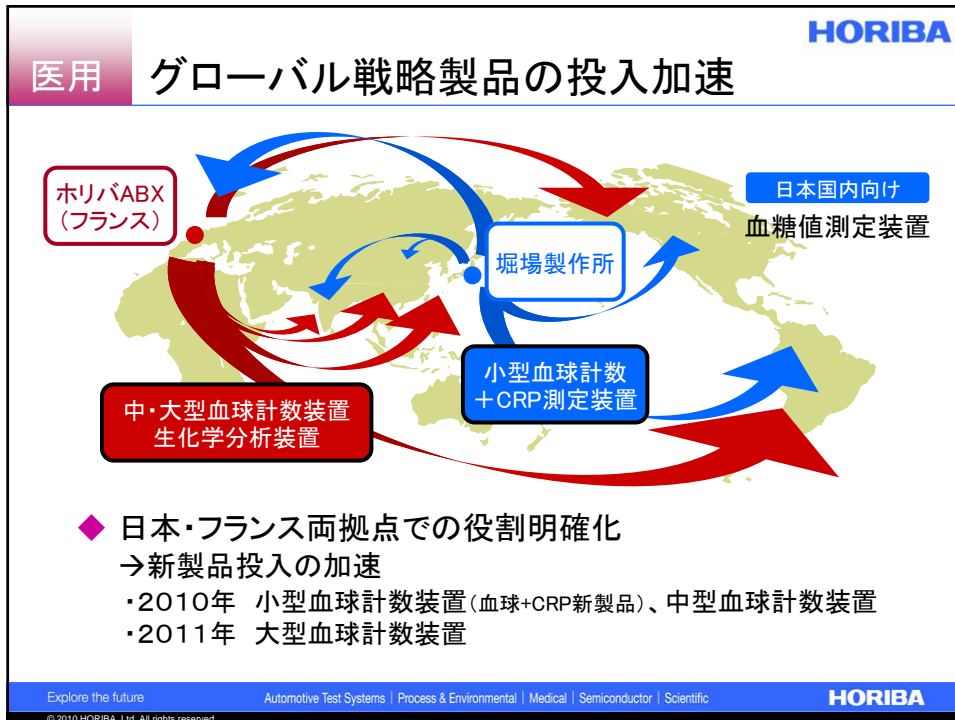 HORIBA
医用
グローバル戦略製品の投入加速
ホリバABX
(フランス)
日本国内向け
血糖値測定装置
堀場製作所
小型血球計数
＋CRP測定装置
中・大型血球計数装置
生化学分析装置
◆ 日本・フランス両拠点での役割明確化
→新製品投入の加速
・２０１０年　小型血球計数装置(血球+CRP新製品)、中型血球計数装置
・２０１１年　大型血球計数装置
Explore the future
Automotive Test Systems | Process & Environmental | Medical | Semiconductor | Scientific
HORIBA
© 2010 HORIBA, Ltd. All rights reserved.